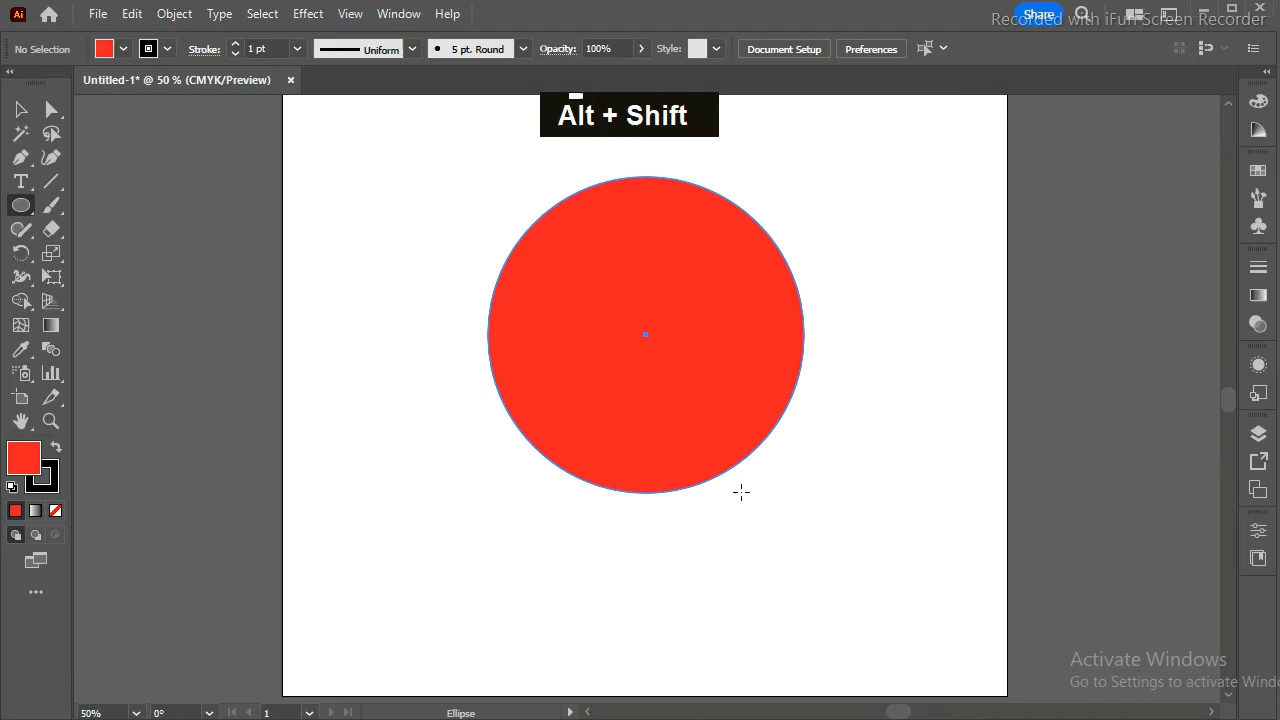 Ai File Edit Object Type Select Effect View Window Help Share
Recorded with iFun Screen Recorder
No Selection Stroke: 1 pt Uniform 5 pt. Round Opacity: 100% Style: Document Setup Preferences
Untitled-1* @ 50 % (CMYK/Preview)
Alt + Shift
Activate Windows
Go to Settings to activate Windo
50% 0° 1 Ellipse